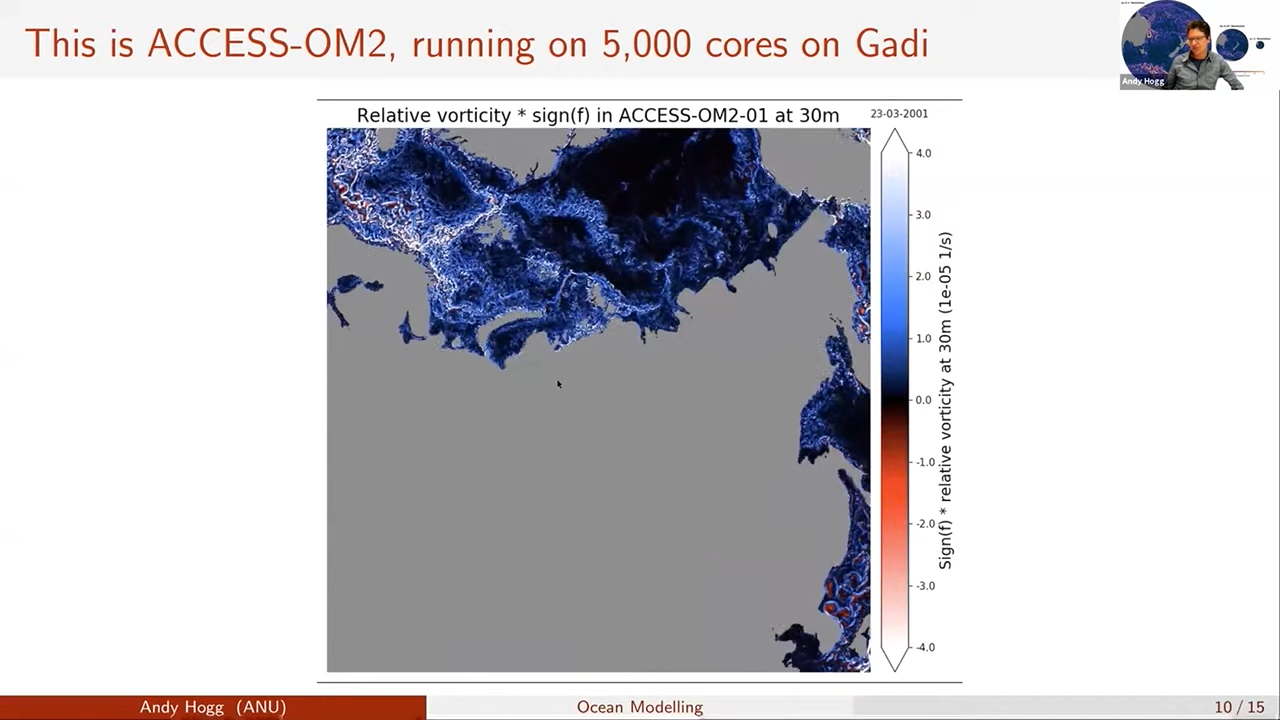 This is ACCESS-OM2, running on 5,000 cores on Gadi
Andy Hogg
Relative vorticity * sign(f) in ACCESS-OM2-01 at 30m
23-03-2001
4.0
3.0
2.0
1.0
0.0
-1.0
-2.0
-3.0
-4.0
Sign(f) * relative vorticity at 30m (1e-05 1/s)
Andy Hogg (ANU)
Ocean Modelling
10 / 15